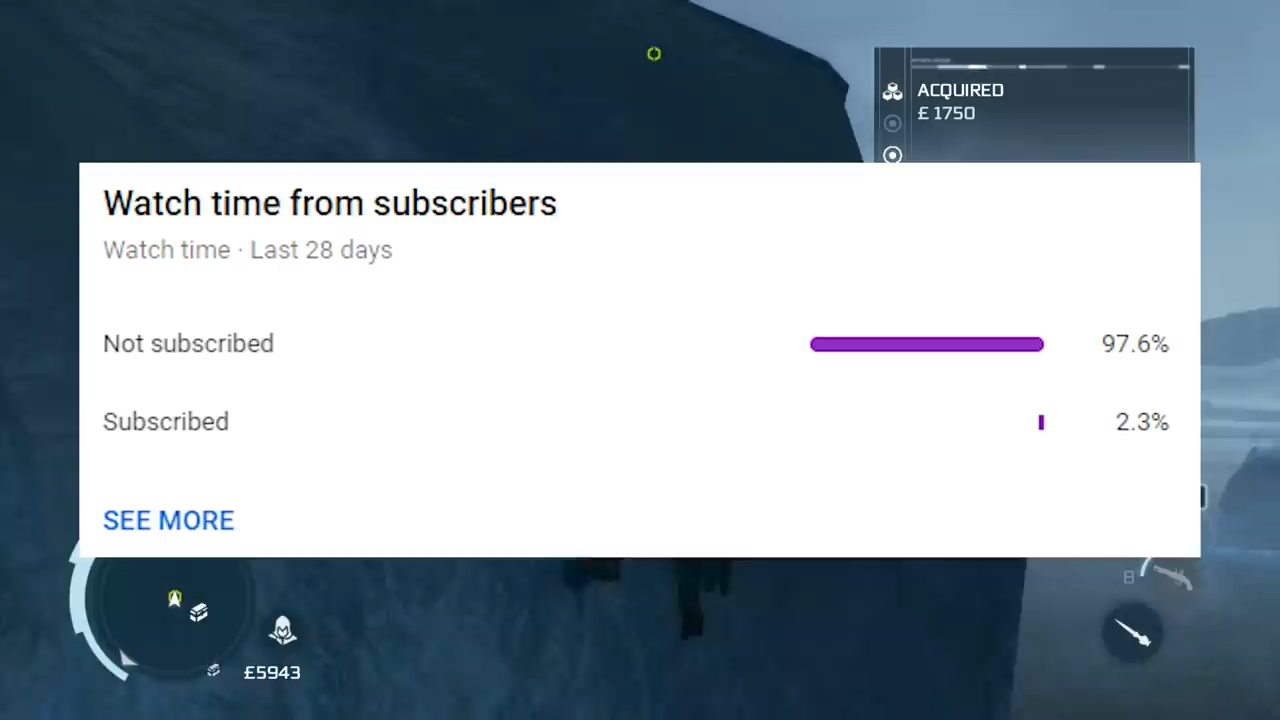 ACQUIRED
£ 1750
Watch time from subscribers
Watch time · Last 28 days
Not subscribed 97.6%
Subscribed 2.3%
SEE MORE
B
£5943